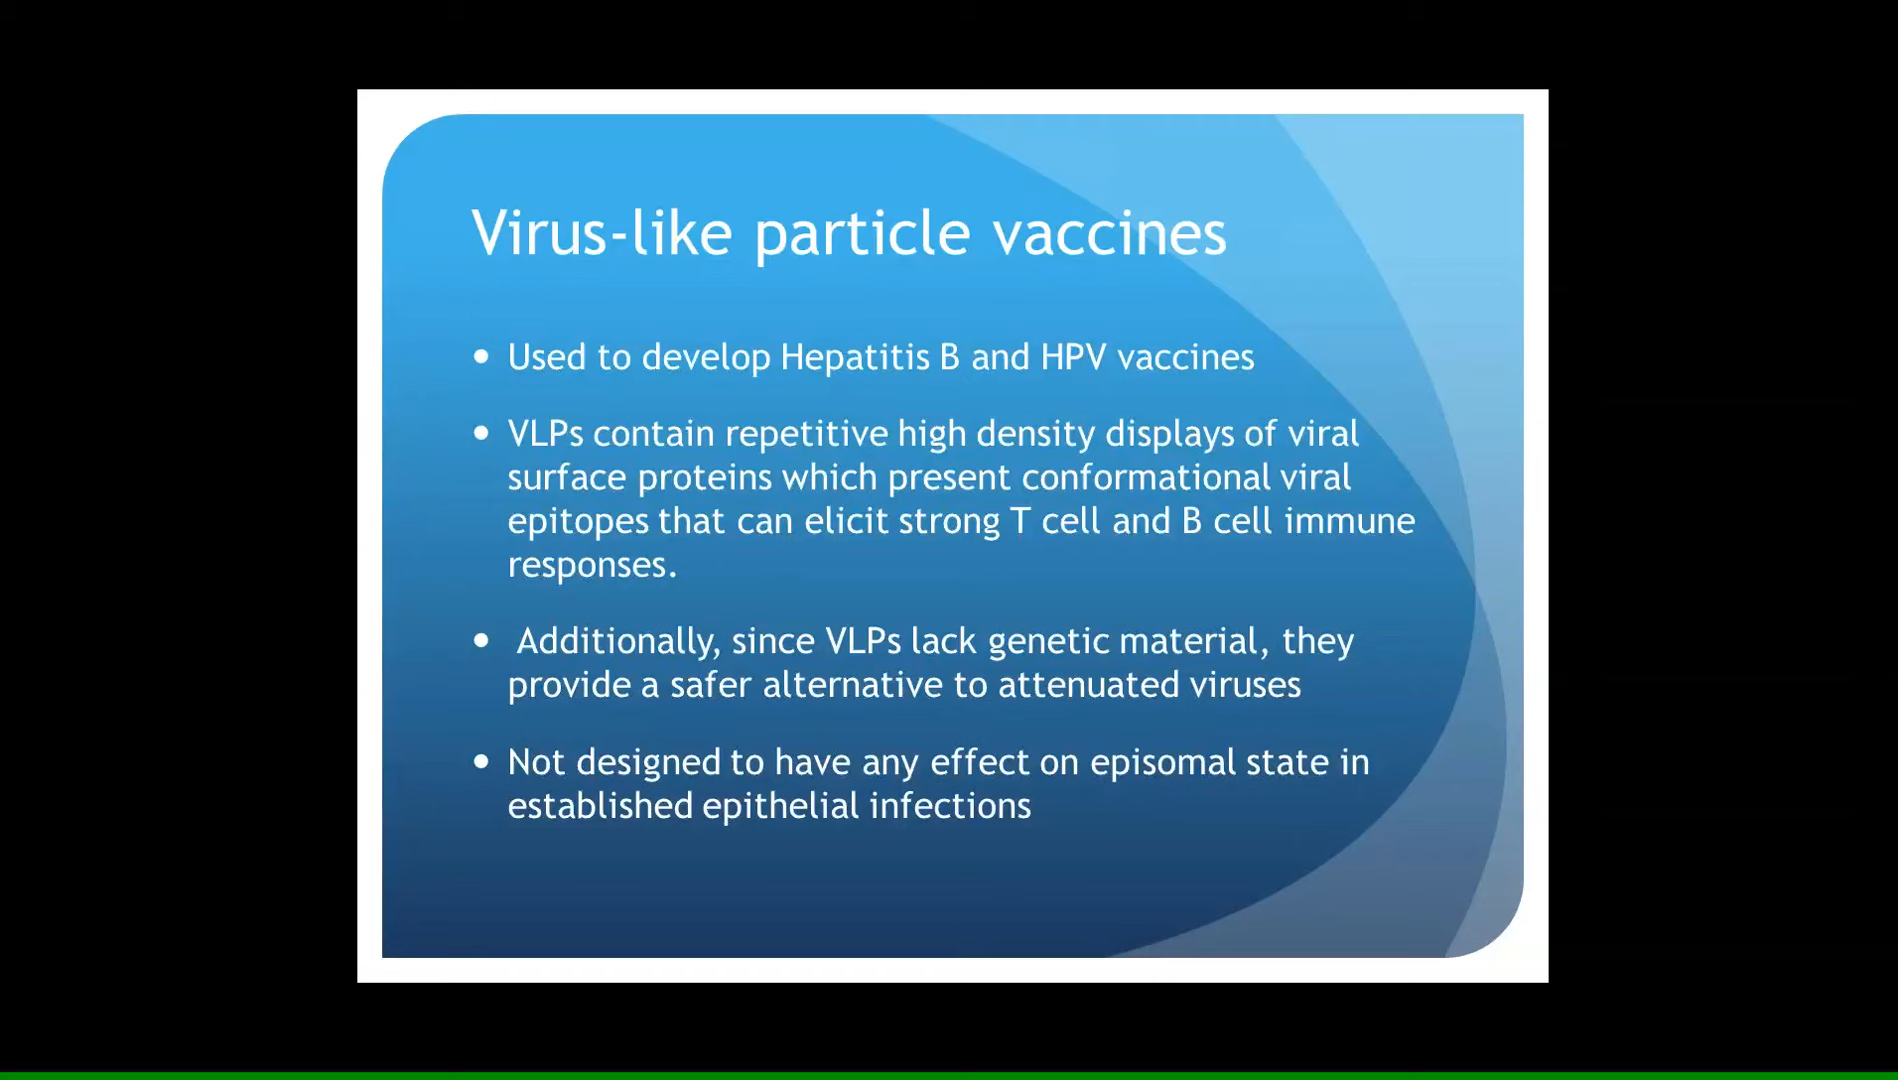 Virus-like particle vaccines
• Used to develop Hepatitis B and HPV vaccines
• VLPs contain repetitive high density displays of viral
surface proteins which present conformational viral
epitopes that can elicit strong T cell and B cell immune
responses.
• Additionally, since VLPs lack genetic material, they
provide a safer alternative to attenuated viruses
• Not designed to have any effect on episomal state in
established epithelial infections